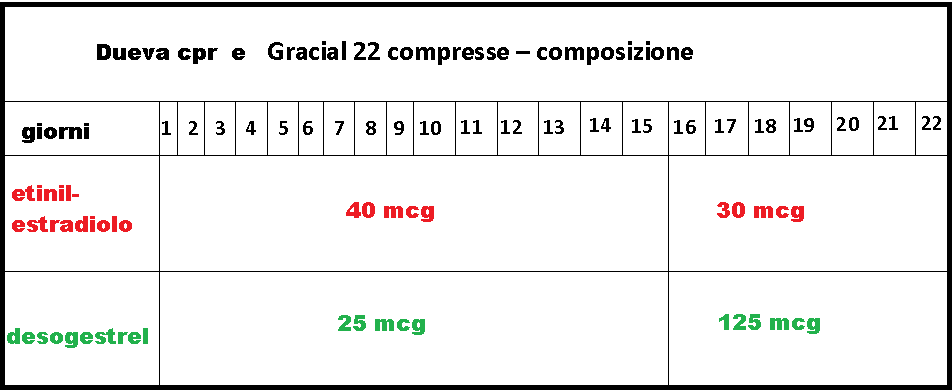 Dueva cpr e Gracial 22 compresse – composizione
giorni 1 2 3 4 5 6 7 8 9 10 11 12 13 14 15 16 17 18 19 20 21 22
etinil-
estradiolo 40 mcg 30 mcg
desogestrel 25 mcg 125 mcg